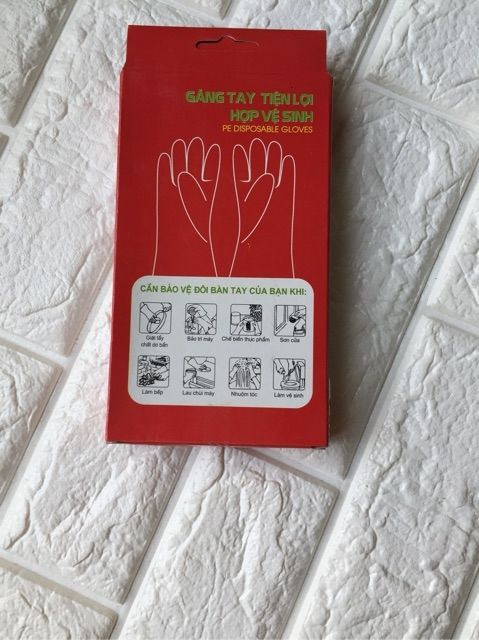 GĂNG TAY TIỆN LỢI
HỢP VỆ SINH
PE DISPOSABLE GLOVES
CẦN BẢO VỆ ĐÔI BÀN TAY CỦA BẠN KHI:
Giặt tẩy chất dơ bẩn
Bảo trì máy
Chế biến thực phẩm
Sơn cửa
Làm bếp
Lau chùi máy
Nhuộm tóc
Làm vệ sinh